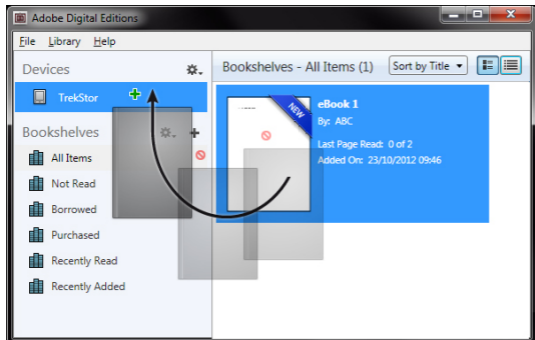 Adobe Digital Editions
File Library Help
Devices
TrekStor
Bookshelves
All Items
Not Read
Borrowed
Purchased
Recently Read
Recently Added
Bookshelves - All Items (1)
Sort by Title
NEW
eBook 1
By: ABC
Last Page Read: 0 of 2
Added On: 23/10/2012 09:46